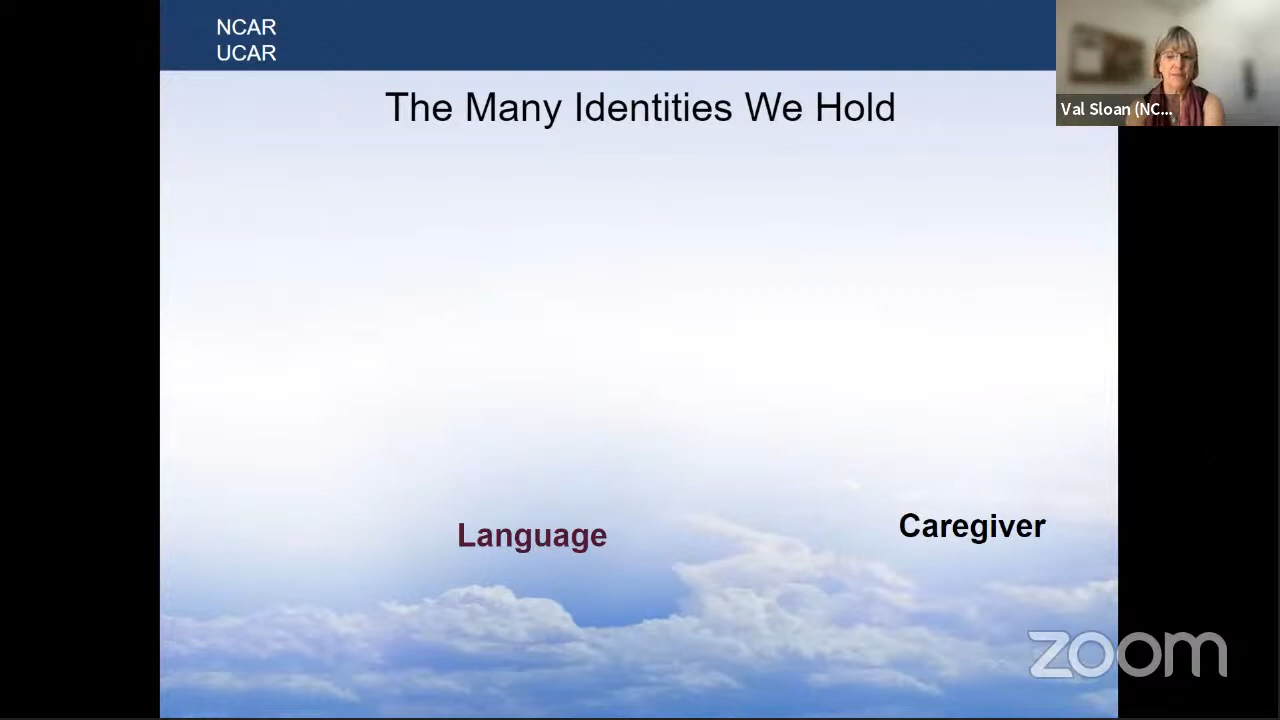 NCAR
UCAR
The Many Identities We Hold
Val Sloan (NC...
Language
Caregiver
zoom